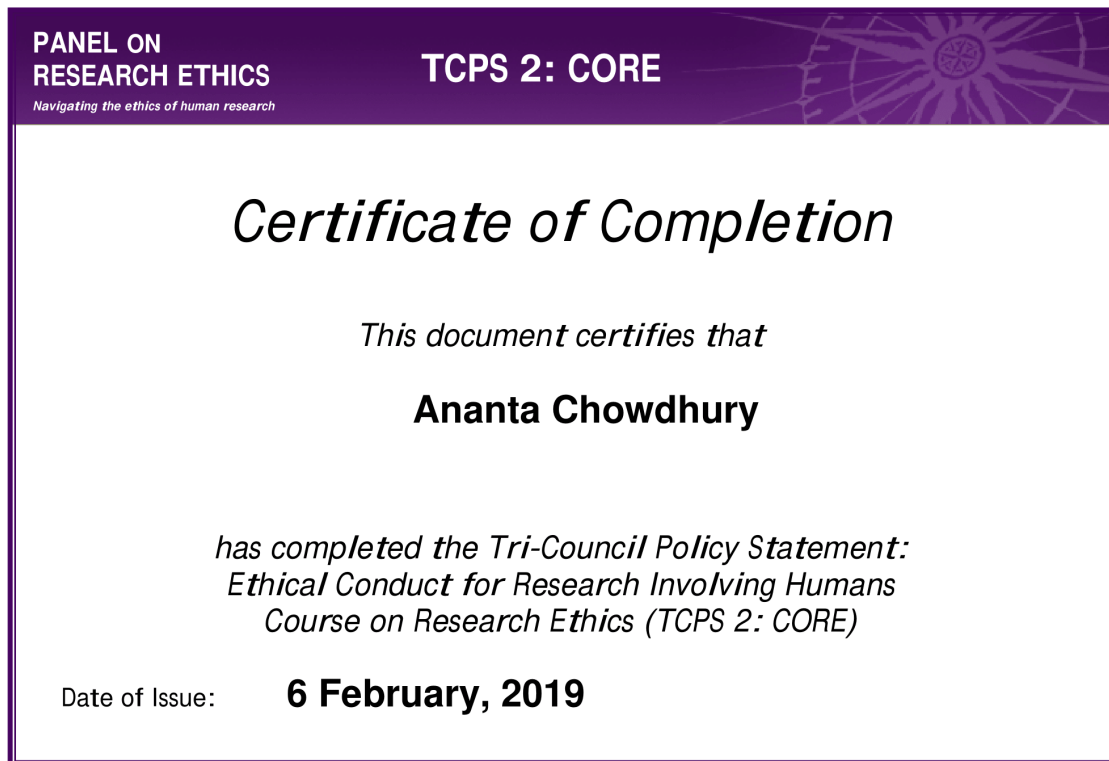 PANEL ON
RESEARCH ETHICS
Navigating the ethics of human research
TCPS 2: CORE
Certificate of Completion
This document certifies that
Ananta Chowdhury
has completed the Tri-Council Policy Statement:
Ethical Conduct for Research Involving Humans
Course on Research Ethics (TCPS 2: CORE)
Date of Issue: 6 February, 2019